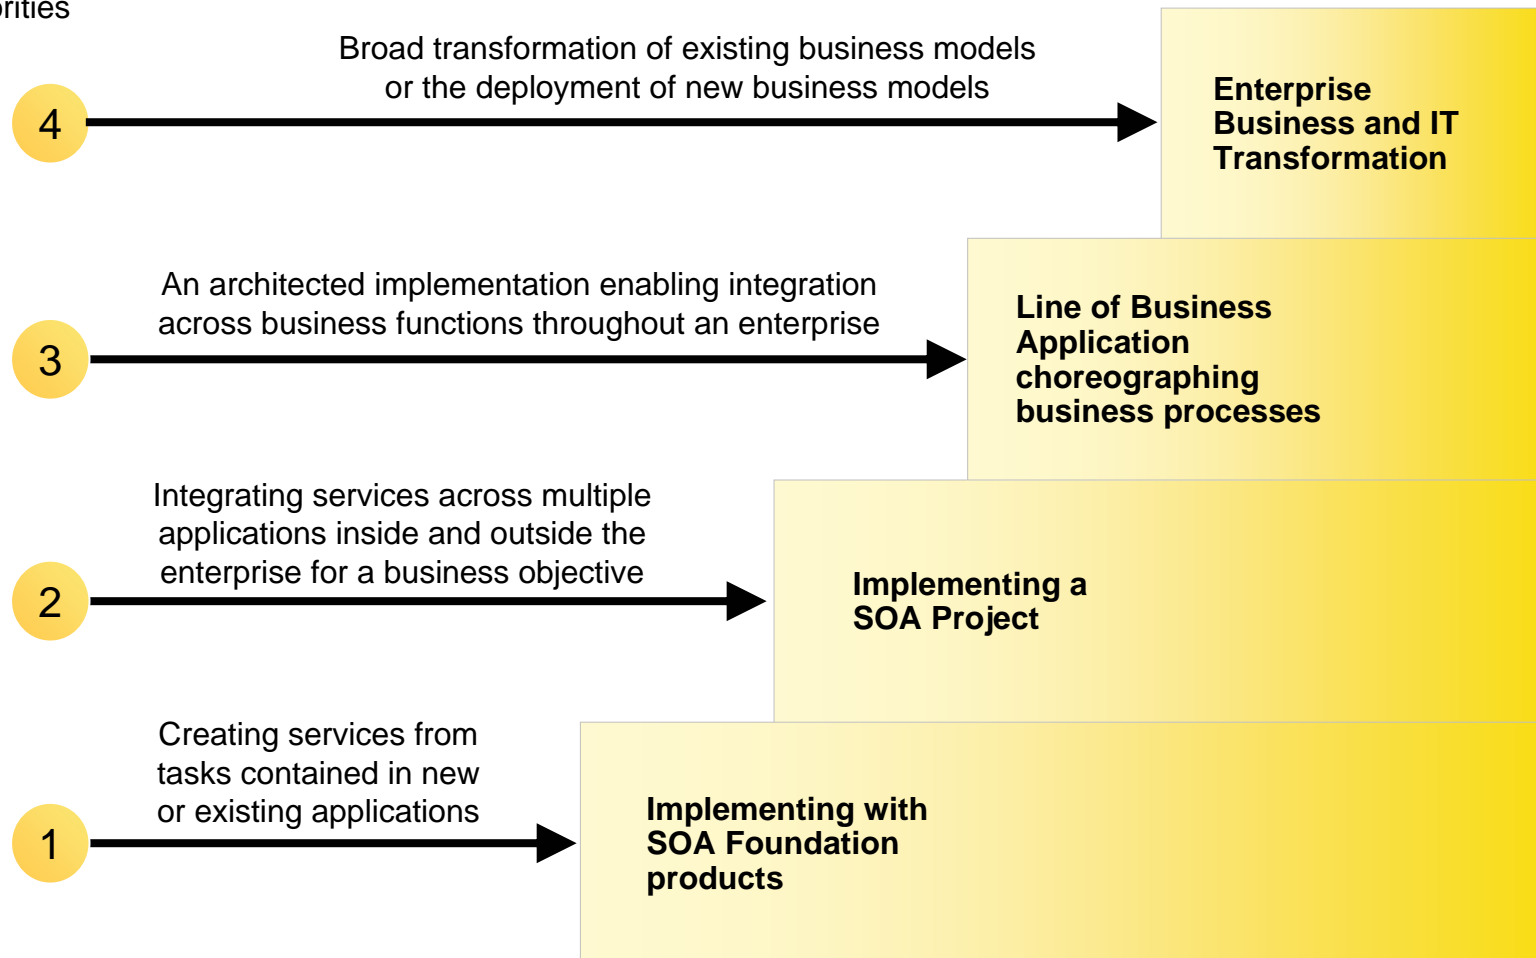 Broad transformation of existing business models
or the deployment of new business models
4
Enterprise
Business and IT
Transformation
An architected implementation enabling integration
across business functions throughout an enterprise
3
Line of Business
Application
choreographing
business processes
Integrating services across multiple
applications inside and outside the
enterprise for a business objective
2
Implementing a
SOA Project
Creating services from
tasks contained in new
or existing applications
1
Implementing with
SOA Foundation
products